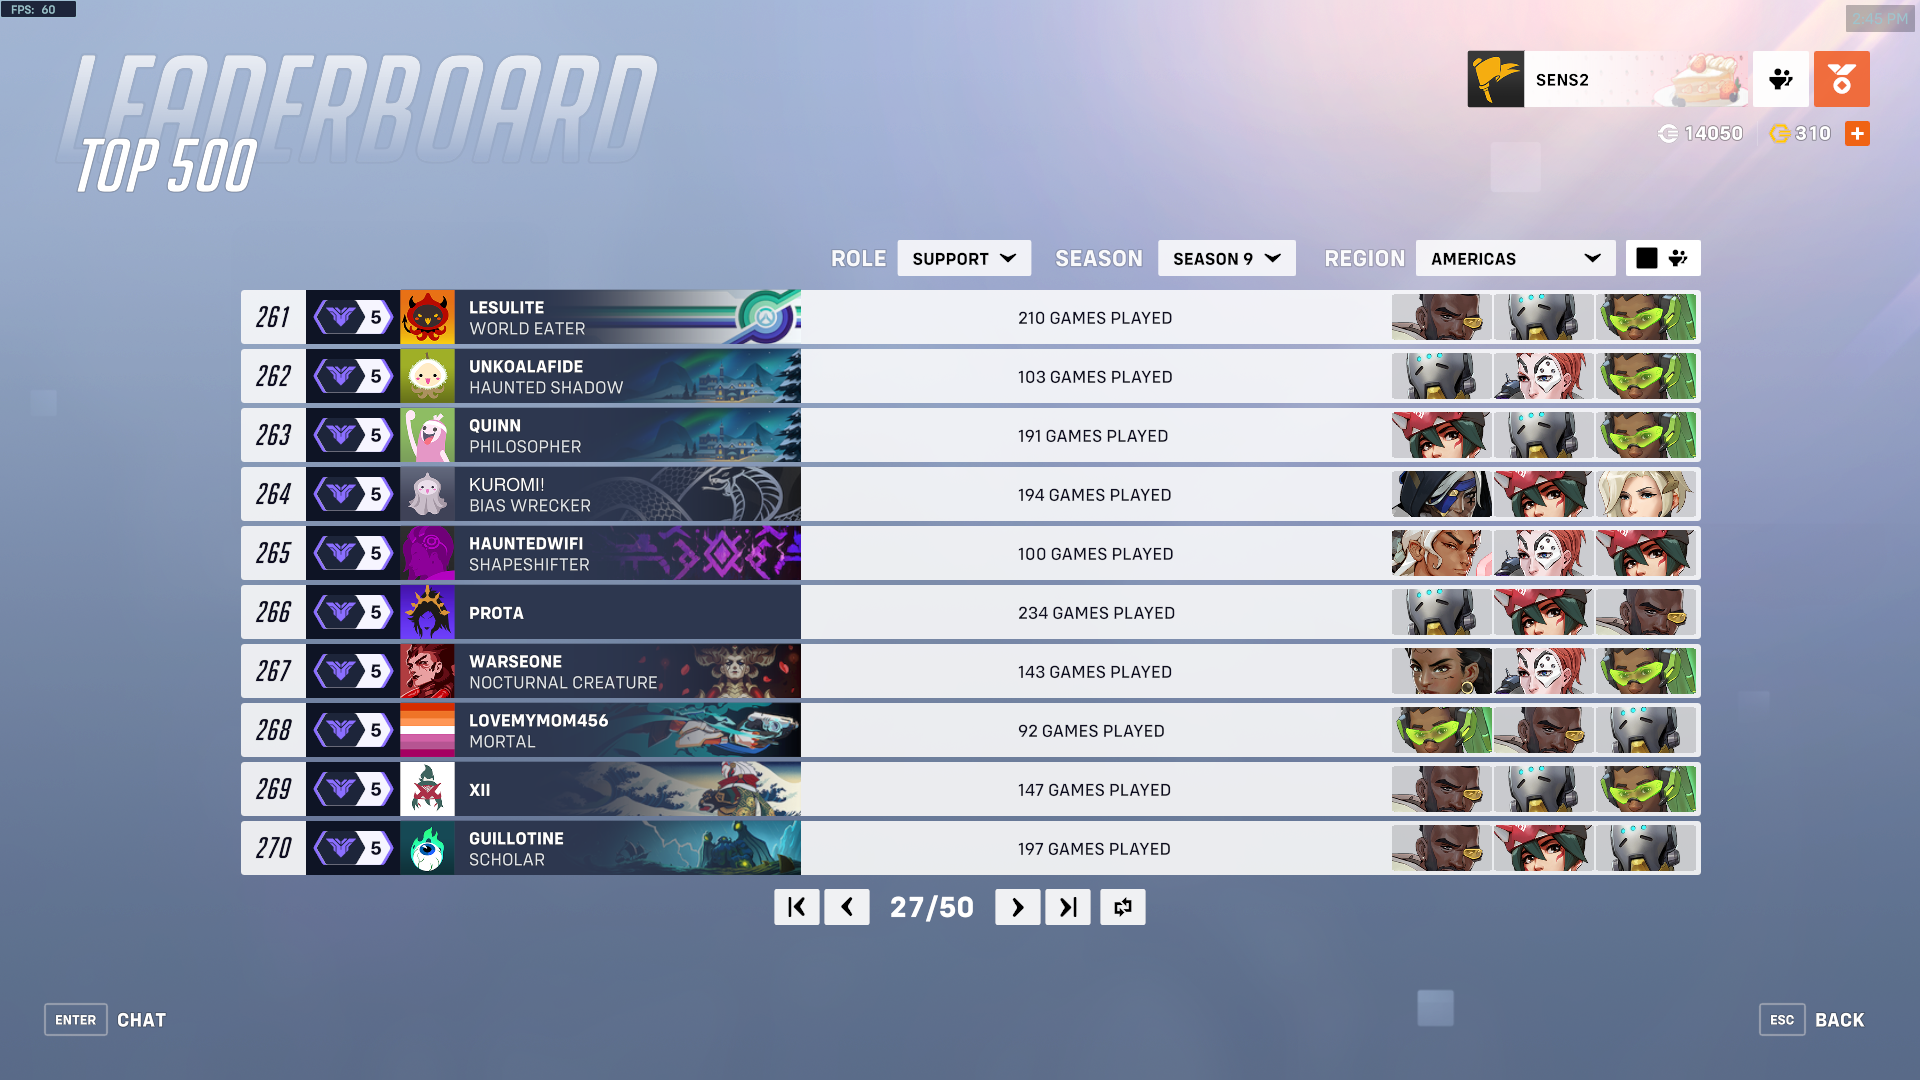 FPS: 60
2:45 PM
LEADERBOARD
TOP 500
SENS2
14050
310
ROLE
SUPPORT
SEASON
SEASON 9
REGION
AMERICAS
261 5 LESULITE
WORLD EATER
210 GAMES PLAYED
262 5 UNKOALAFIDE
HAUNTED SHADOW
103 GAMES PLAYED
263 5 QUINN
PHILOSOPHER
191 GAMES PLAYED
264 5 KUROMI!
BIAS WRECKER
194 GAMES PLAYED
265 5 HAUNTEDWIFI
SHAPESHIFTER
100 GAMES PLAYED
266 5 PROTA
234 GAMES PLAYED
267 5 WARSEONE
NOCTURNAL CREATURE
143 GAMES PLAYED
268 5 LOVEMYMOM456
MORTAL
92 GAMES PLAYED
269 5 XII
147 GAMES PLAYED
270 5 GUILLOTINE
SCHOLAR
197 GAMES PLAYED
27/50
ENTER CHAT
ESC BACK